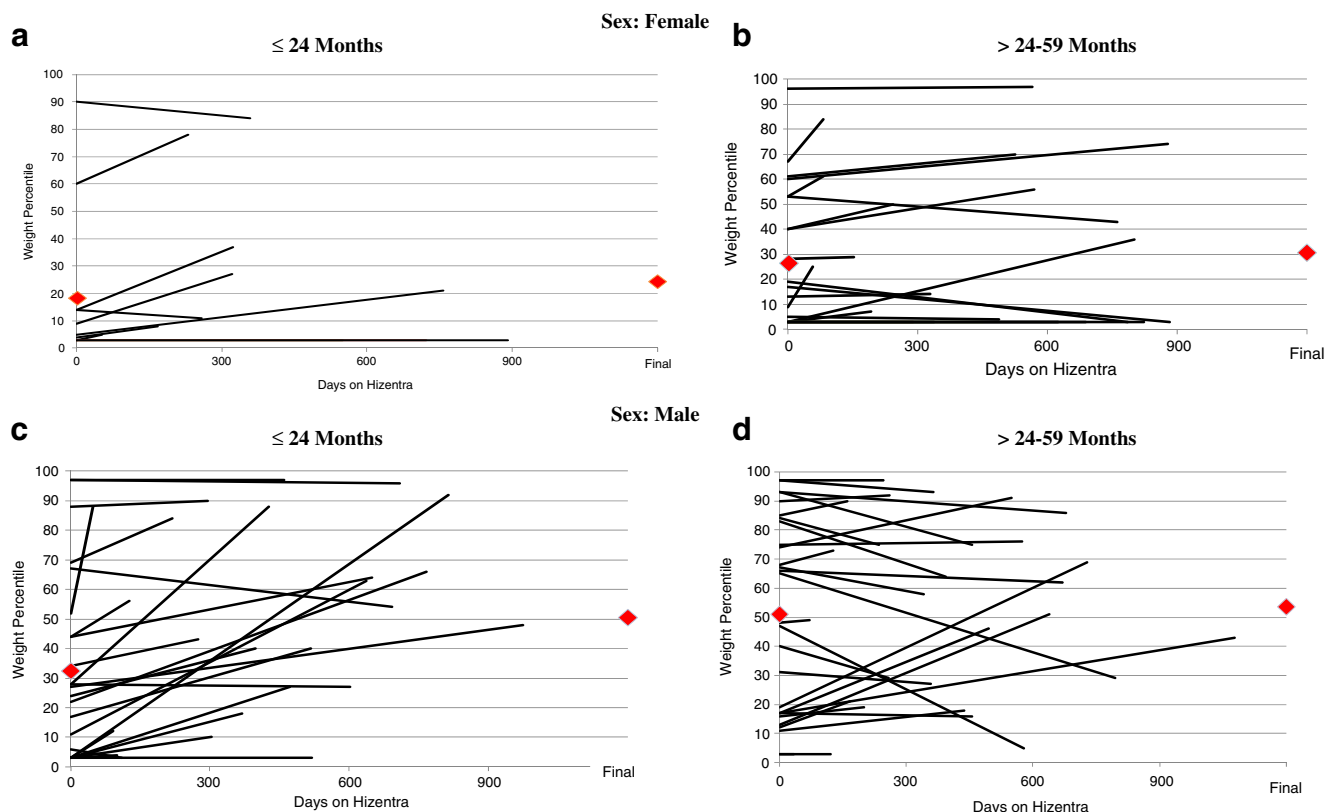 Sex: Female
a
≤ 24 Months
100
90
80
70
60
50
40
30
20
10
0
Weight Percentile
0 300 600 900 Final
Days on Hizentra
b
> 24-59 Months
100
90
80
70
60
50
40
30
20
10
0
Weight Percentile
0 300 600 900 Final
Days on Hizentra
Sex: Male
c
≤ 24 Months
100
90
80
70
60
50
40
30
20
10
0
Weight Percentile
0 300 600 900 Final
Days on Hizentra
d
> 24-59 Months
100
90
80
70
60
50
40
30
20
10
0
Weight Percentile
0 300 600 900 Final
Days on Hizentra